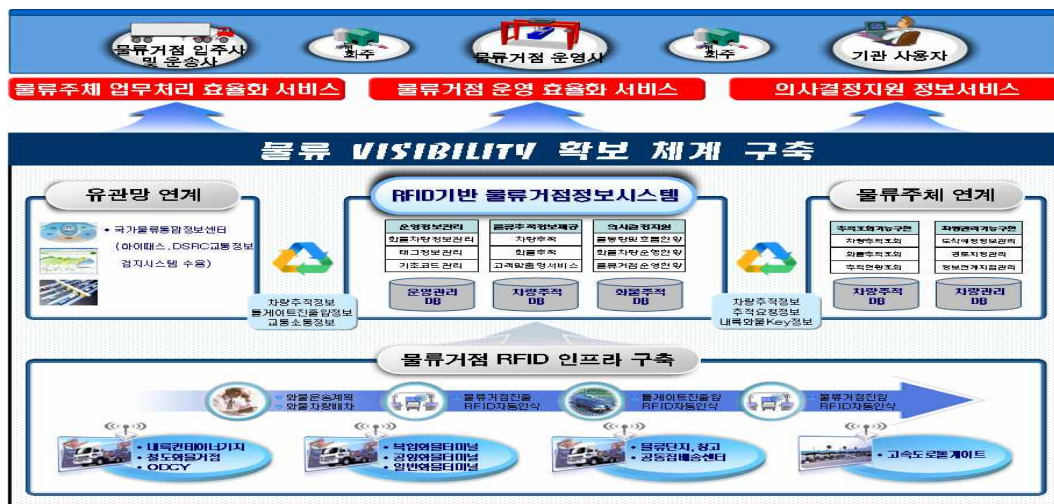 물류거점 입주사
및 운송사
화주
물류거점 운영사
화주
기관 사용자
물류주체 업무처리 효율화 서비스
물류거점 운영 효율화 서비스
의사결정지원 정보서비스
물류 VISIBILITY 확보 체계 구축
유관망 연계
• 국가물류통합정보센터
(하이패스,DSRC교통정보
검지시스템 수용)
차량추적정보
톨게이트진출입정보
교통소통정보
RFID기반 물류거점정보시스템
운영정보관리
화물차량정보관리
태그정보관리
기초코드관리
물류추적정보제공
차량추적
화물추적
고객맞춤형서비스
의사결정지원
물동량및흐름현황
화물차량운영현황
물류거점운영현황
운영관리
DB
차량추적
DB
화물추적
DB
차량추적정보
추적요청정보
내륙화물Key정보
물류주체 연계
추적조회기능구현
차량추적조회
화물추적조회
추적현황조회
차량관리기능구현
도착예정정보관리
경로지정관리
정보연계지점관리
차량추적
DB
차량관리
DB
물류거점 RFID 인프라 구축
화물운송계획
화물차량배차
물류거점진출
RFID자동인식
톨게이트진출입
RFID자동인식
물류거점진입
RFID자동인식
• 내륙컨테이너기지
• 철도화물거점
• ODCY
• 복합화물터미널
• 공항화물터미널
• 일반화물터미널
• 물류단지, 창고
• 공동집배송센터
• 고속도로톨게이트